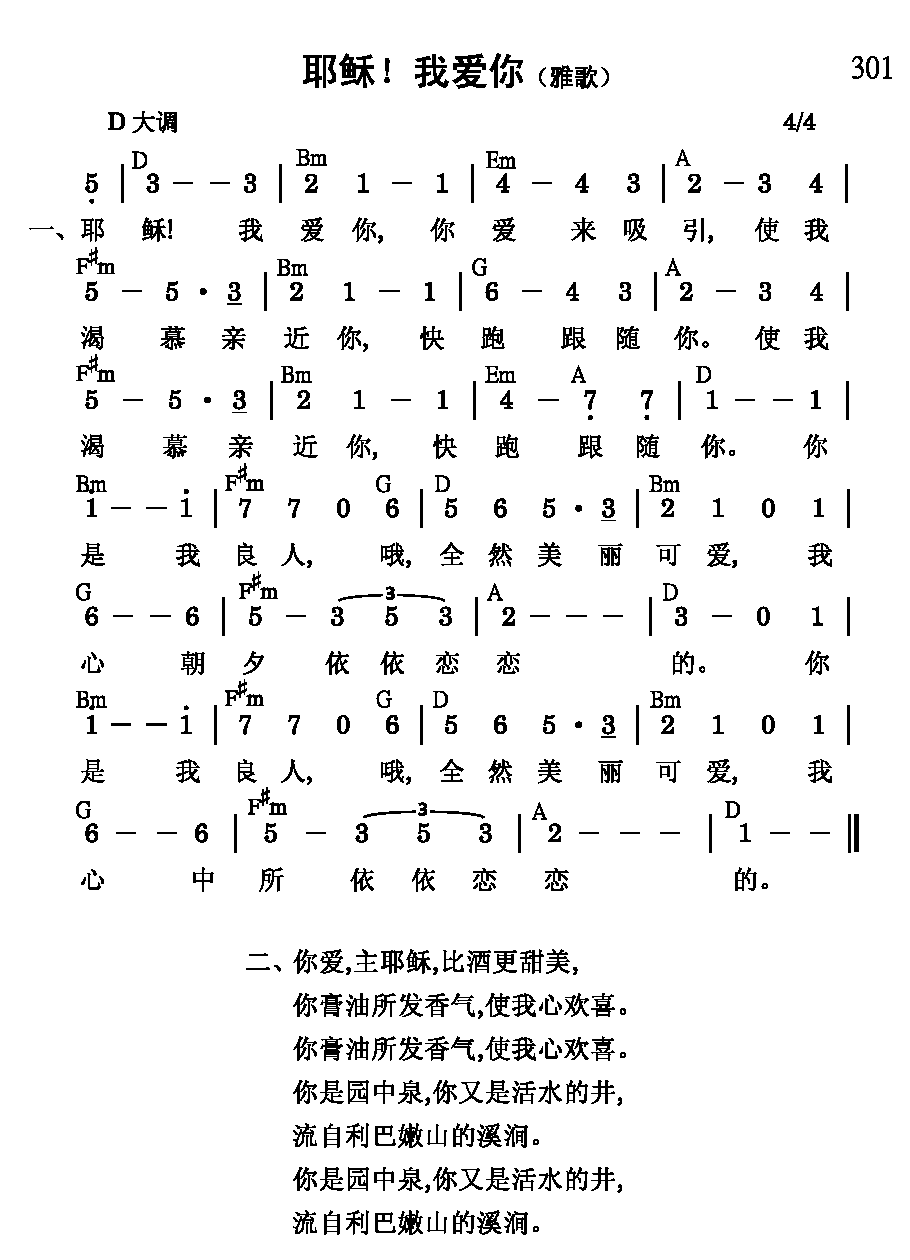 耶稣！我爱你（雅歌） 301
D 大调 4/4
D Bm Em A
5̣ | 3 － － 3 | 2 1 － 1 | 4 － 4 3 | 2 － 3 4 |
一、耶 稣! 我 爱 你, 你 爱 来 吸 引, 使 我
F♯m Bm G A
5 － 5 · 3̲ | 2 1 － 1 | 6 － 4 3 | 2 － 3 4 |
渴 慕 亲 近 你, 快 跑 跟 随 你。 使 我
F♯m Bm Em A D
5 － 5 · 3̲ | 2 1 － 1 | 4 － 7̣ 7̣ | 1 － － 1 |
渴 慕 亲 近 你, 快 跑 跟 随 你。 你
Bm F♯m G D Bm
1̇ － － 1̇ | 7 7 0 6 | 5 6 5 · 3̲ | 2 1 0 1 |
是 我 良 人, 哦, 全 然 美 丽 可 爱, 我
G F♯m 3 A D
6 － － 6 | 5 － 3 5 3 | 2 － － － | 3 － 0 1 |
心 朝 夕 依 依 恋 恋 的。 你
Bm F♯m G D Bm
1̇ － － 1̇ | 7 7 0 6 | 5 6 5 · 3̲ | 2 1 0 1 |
是 我 良 人, 哦, 全 然 美 丽 可 爱, 我
G F♯m 3 A D
6 － － 6 | 5 － 3 5 3 | 2 － － － | 1 － － ‖
心 中 所 依 依 恋 恋 的。
二、你爱,主耶稣,比酒更甜美,
你膏油所发香气,使我心欢喜。
你膏油所发香气,使我心欢喜。
你是园中泉,你又是活水的井,
流自利巴嫩山的溪涧。
你是园中泉,你又是活水的井,
流自利巴嫩山的溪涧。